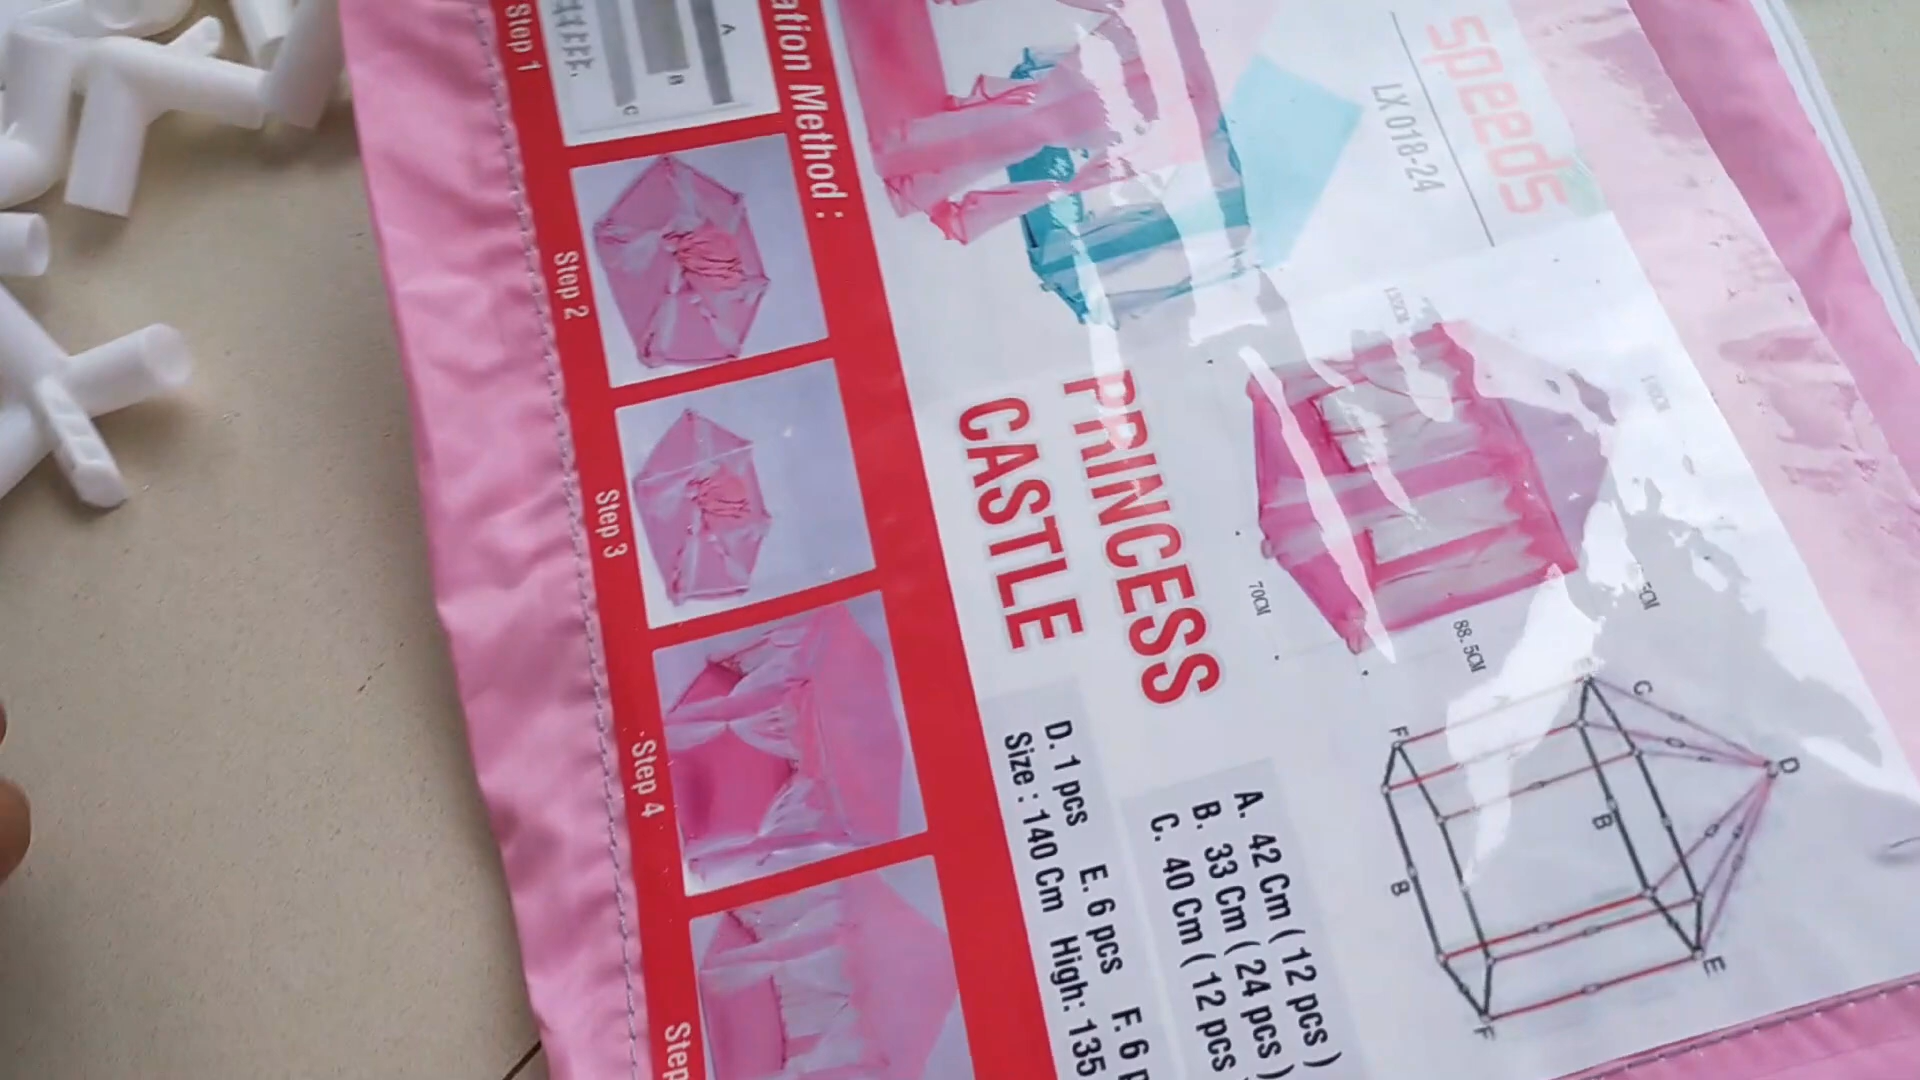 speeds
LX 018-24
ation Method :
Step 1
A
B
C
Step 2
Step 3
Step 4
Step
PRINCESS
CASTLE
70CM
88.5CM
A. 42 Cm ( 12 pcs )
B. 33 Cm ( 24 pcs )
C. 40 Cm ( 12 pcs
D. 1 pcs E. 6 pcs F. 6 p
Size : 140 Cm High: 135
C
D
F
B
B
E
F